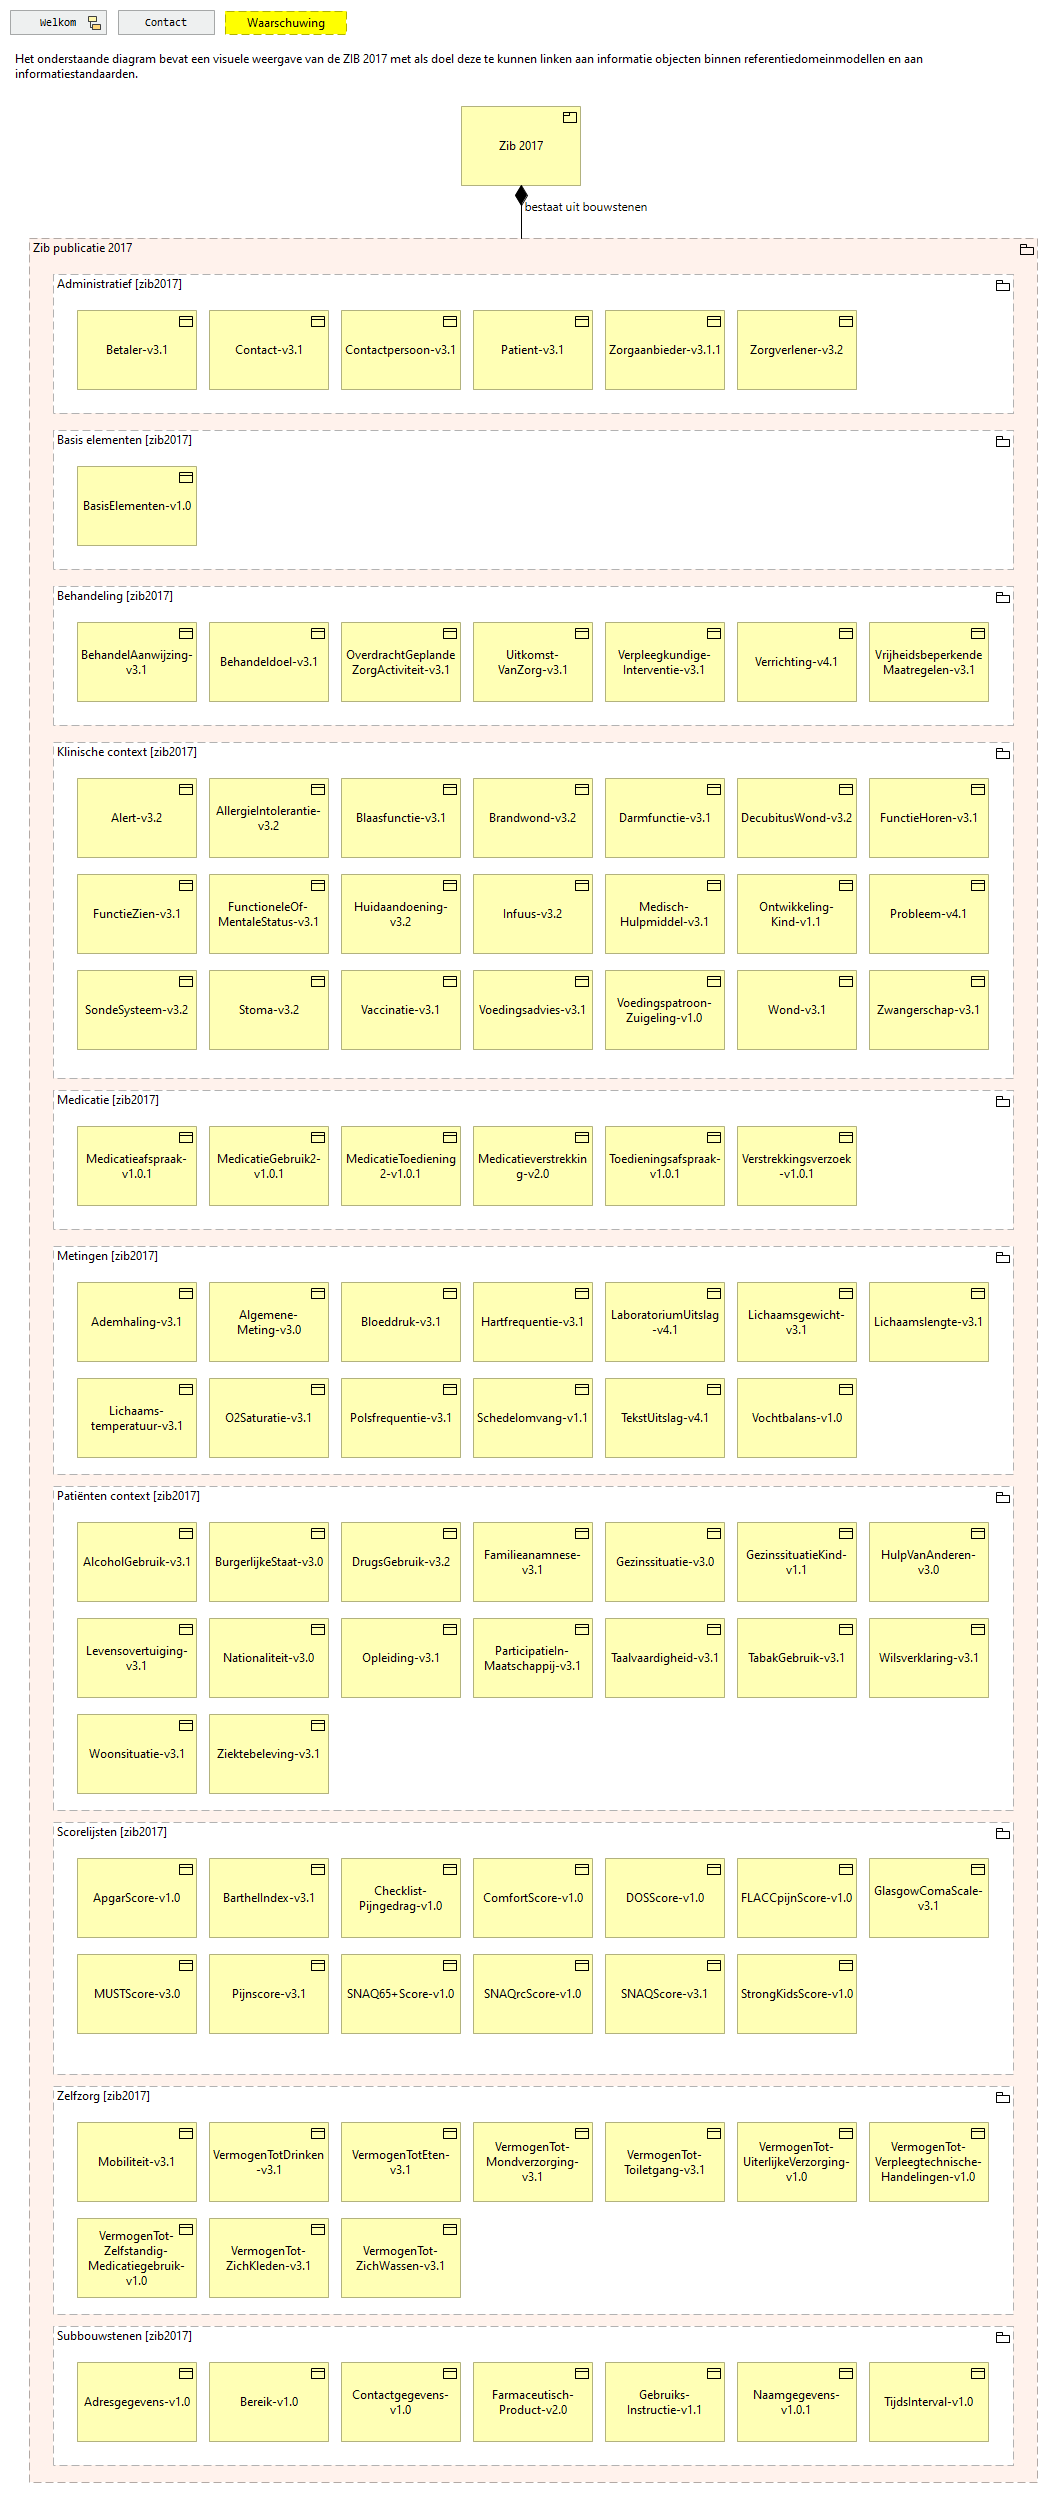 Welkom
Contact
Waarschuwing
Het onderstaande diagram bevat een visuele weergave van de ZIB 2017 met als doel deze te kunnen linken aan informatie objecten binnen referentiedomeinmodellen en aan
informatiestandaarden.
Zib 2017
bestaat uit bouwstenen
Zib publicatie 2017
Administratief [zib2017]
Betaler-v3.1
Contact-v3.1
Contactpersoon-v3.1
Patient-v3.1
Zorgaanbieder-v3.1.1
Zorgverlener-v3.2
Basis elementen [zib2017]
BasisElementen-v1.0
Behandeling [zib2017]
BehandelAanwijzing-
v3.1
Behandeldoel-v3.1
OverdrachtGeplande
ZorgActiviteit-v3.1
Uitkomst-
VanZorg-v3.1
Verpleegkundige-
Interventie-v3.1
Verrichting-v4.1
Vrijheidsbeperkende
Maatregelen-v3.1
Klinische context [zib2017]
Alert-v3.2
AllergieIntolerantie-
v3.2
Blaasfunctie-v3.1
Brandwond-v3.2
Darmfunctie-v3.1
DecubitusWond-v3.2
FunctieHoren-v3.1
FunctieZien-v3.1
FunctioneleOf-
MentaleStatus-v3.1
Huidaandoening-
v3.2
Infuus-v3.2
Medisch-
Hulpmiddel-v3.1
Ontwikkeling-
Kind-v1.1
Probleem-v4.1
SondeSysteem-v3.2
Stoma-v3.2
Vaccinatie-v3.1
Voedingsadvies-v3.1
Voedingspatroon-
Zuigeling-v1.0
Wond-v3.1
Zwangerschap-v3.1
Medicatie [zib2017]
Medicatieafspraak-
v1.0.1
MedicatieGebruik2-
v1.0.1
MedicatieToediening
2-v1.0.1
Medicatieverstrekkin
g-v2.0
Toedieningsafspraak-
v1.0.1
Verstrekkingsverzoek
-v1.0.1
Metingen [zib2017]
Ademhaling-v3.1
Algemene-
Meting-v3.0
Bloeddruk-v3.1
Hartfrequentie-v3.1
LaboratoriumUitslag
-v4.1
Lichaamsgewicht-
v3.1
Lichaamslengte-v3.1
Lichaams-
temperatuur-v3.1
O2Saturatie-v3.1
Polsfrequentie-v3.1
Schedelomvang-v1.1
TekstUitslag-v4.1
Vochtbalans-v1.0
Patiënten context [zib2017]
AlcoholGebruik-v3.1
BurgerlijkeStaat-v3.0
DrugsGebruik-v3.2
Familieanamnese-
v3.1
Gezinssituatie-v3.0
GezinssituatieKind-
v1.1
HulpVanAnderen-
v3.0
Levensovertuiging-
v3.1
Nationaliteit-v3.0
Opleiding-v3.1
ParticipatieIn-
Maatschappij-v3.1
Taalvaardigheid-v3.1
TabakGebruik-v3.1
Wilsverklaring-v3.1
Woonsituatie-v3.1
Ziektebeleving-v3.1
Scorelijsten [zib2017]
ApgarScore-v1.0
BarthelIndex-v3.1
Checklist-
Pijngedrag-v1.0
ComfortScore-v1.0
DOSScore-v1.0
FLACCpijnScore-v1.0
GlasgowComaScale-
v3.1
MUSTScore-v3.0
Pijnscore-v3.1
SNAQ65+Score-v1.0
SNAQrcScore-v1.0
SNAQScore-v3.1
StrongKidsScore-v1.0
Zelfzorg [zib2017]
Mobiliteit-v3.1
VermogenTotDrinken
-v3.1
VermogenTotEten-
v3.1
VermogenTot-
Mondverzorging-
v3.1
VermogenTot-
Toiletgang-v3.1
VermogenTot-
UiterlijkeVerzorging-
v1.0
VermogenTot-
Verpleegtechnische-
Handelingen-v1.0
VermogenTot-
Zelfstandig-
Medicatiegebruik-
v1.0
VermogenTot-
ZichKleden-v3.1
VermogenTot-
ZichWassen-v3.1
Subbouwstenen [zib2017]
Adresgegevens-v1.0
Bereik-v1.0
Contactgegevens-
v1.0
Farmaceutisch-
Product-v2.0
Gebruiks-
Instructie-v1.1
Naamgegevens-
v1.0.1
TijdsInterval-v1.0